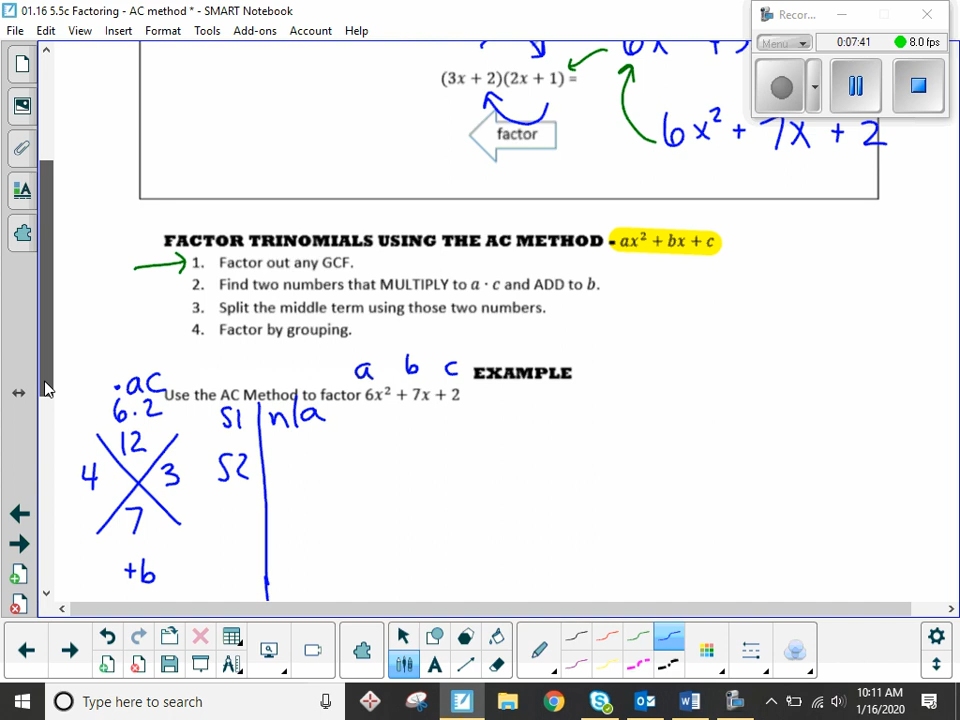 01.16 5.5c Factoring - AC method * - SMART Notebook
File Edit View Insert Format Tools Add-ons Account Help
Recor...
Menu 0:07:41 8.0 fps
(3x + 2)(2x + 1) =
factor
6x² + 7x + 2
FACTOR TRINOMIALS USING THE AC METHOD - ax² + bx + c
1. Factor out any GCF.
2. Find two numbers that MULTIPLY to a · c and ADD to b.
3. Split the middle term using those two numbers.
4. Factor by grouping.
a b c
EXAMPLE
Use the AC Method to factor 6x² + 7x + 2
·ac
6·2
12
4 3
7
+b
S1 n/a
S2
Type here to search
10:11 AM
1/16/2020